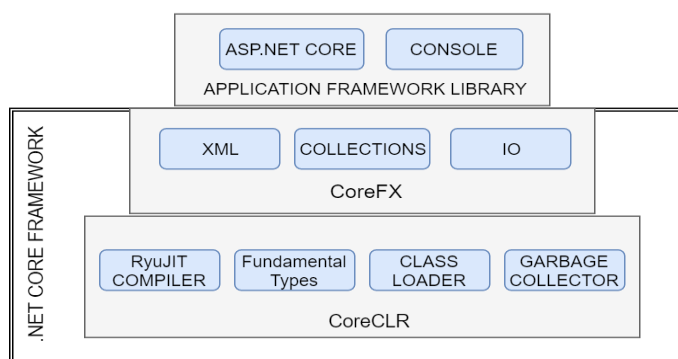 ASP.NET CORE
CONSOLE
APPLICATION FRAMEWORK LIBRARY
.NET CORE FRAMEWORK
XML
COLLECTIONS
IO
CoreFX
RyuJIT
COMPILER
Fundamental
Types
CLASS
LOADER
GARBAGE
COLLECTOR
CoreCLR